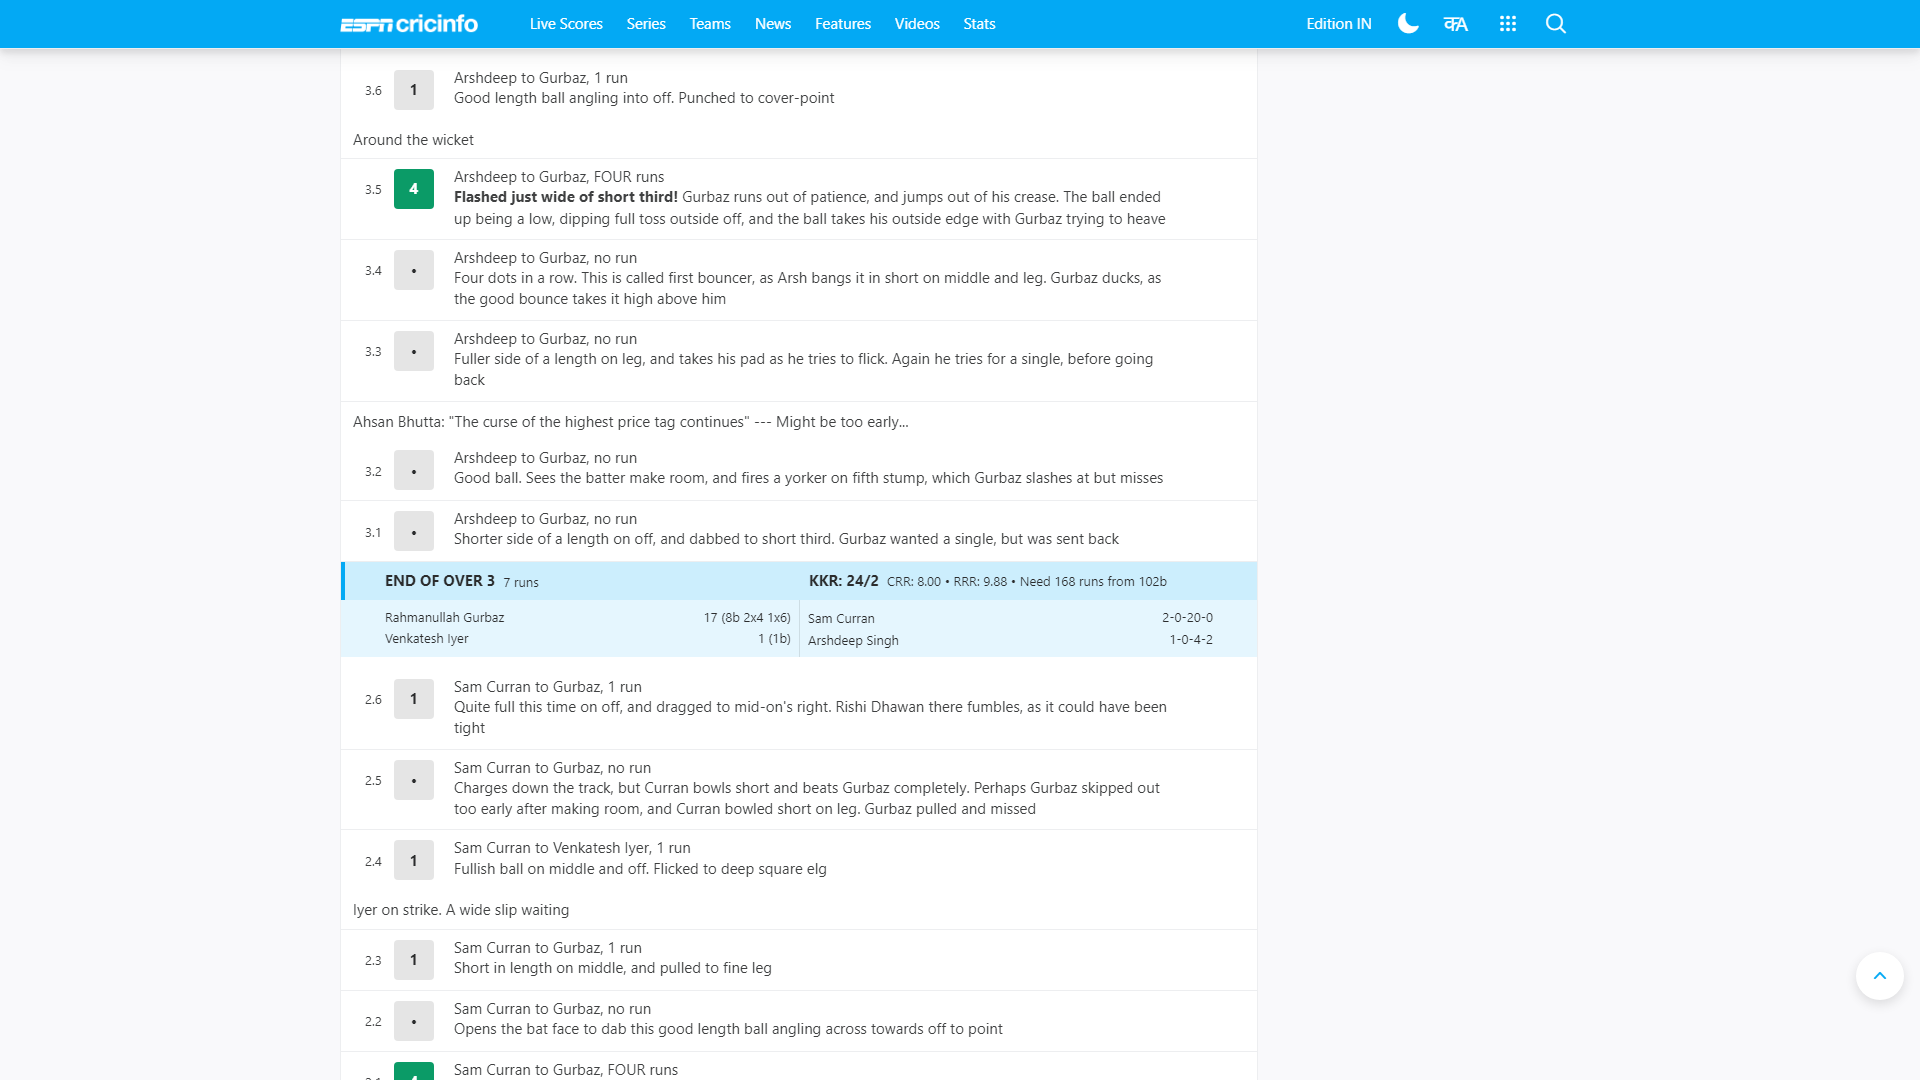 ESPN cricinfo Live Scores Series Teams News Features Videos Stats Edition IN क A
3.6 1 Arshdeep to Gurbaz, 1 run
Good length ball angling into off. Punched to cover-point
Around the wicket
3.5 4 Arshdeep to Gurbaz, FOUR runs
Flashed just wide of short third! Gurbaz runs out of patience, and jumps out of his crease. The ball ended
up being a low, dipping full toss outside off, and the ball takes his outside edge with Gurbaz trying to heave
3.4 • Arshdeep to Gurbaz, no run
Four dots in a row. This is called first bouncer, as Arsh bangs it in short on middle and leg. Gurbaz ducks, as
the good bounce takes it high above him
3.3 • Arshdeep to Gurbaz, no run
Fuller side of a length on leg, and takes his pad as he tries to flick. Again he tries for a single, before going
back
Ahsan Bhutta: "The curse of the highest price tag continues" --- Might be too early...
3.2 • Arshdeep to Gurbaz, no run
Good ball. Sees the batter make room, and fires a yorker on fifth stump, which Gurbaz slashes at but misses
3.1 • Arshdeep to Gurbaz, no run
Shorter side of a length on off, and dabbed to short third. Gurbaz wanted a single, but was sent back
END OF OVER 3 7 runs KKR: 24/2 CRR: 8.00 • RRR: 9.88 • Need 168 runs from 102b
Rahmanullah Gurbaz 17 (8b 2x4 1x6) Sam Curran 2-0-20-0
Venkatesh Iyer 1 (1b) Arshdeep Singh 1-0-4-2
2.6 1 Sam Curran to Gurbaz, 1 run
Quite full this time on off, and dragged to mid-on's right. Rishi Dhawan there fumbles, as it could have been
tight
2.5 • Sam Curran to Gurbaz, no run
Charges down the track, but Curran bowls short and beats Gurbaz completely. Perhaps Gurbaz skipped out
too early after making room, and Curran bowled short on leg. Gurbaz pulled and missed
2.4 1 Sam Curran to Venkatesh Iyer, 1 run
Fullish ball on middle and off. Flicked to deep square elg
Iyer on strike. A wide slip waiting
2.3 1 Sam Curran to Gurbaz, 1 run
Short in length on middle, and pulled to fine leg
2.2 • Sam Curran to Gurbaz, no run
Opens the bat face to dab this good length ball angling across towards off to point
Sam Curran to Gurbaz, FOUR runs